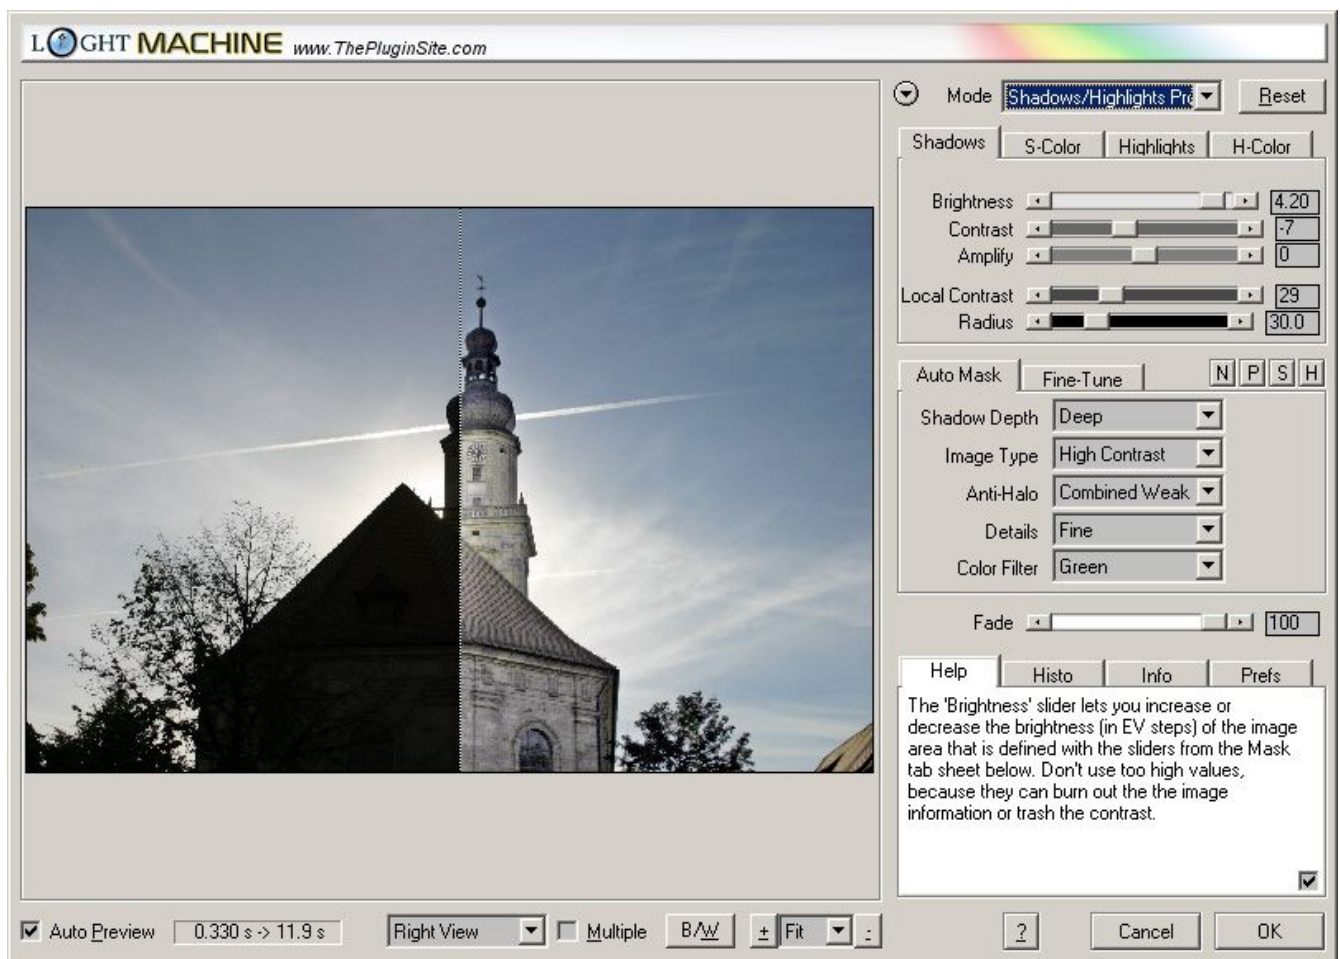 LIGHT MACHINE www.ThePluginSite.com
Mode Shadows/Highlights Pro Reset
Shadows S-Color Highlights H-Color
Brightness 4.20
Contrast -7
Amplify 0
Local Contrast 29
Radius 30.0
Auto Mask Fine-Tune N P S H
Shadow Depth Deep
Image Type High Contrast
Anti-Halo Combined Weak
Details Fine
Color Filter Green
Fade 100
Help Histo Info Prefs
The 'Brightness' slider lets you increase or
decrease the brightness (in EV steps) of the image
area that is defined with the sliders from the Mask
tab sheet below. Don't use too high values,
because they can burn out the the image
information or trash the contrast.
Auto Preview 0.330 s -> 11.9 s Right View Multiple B/W + Fit - ? Cancel OK